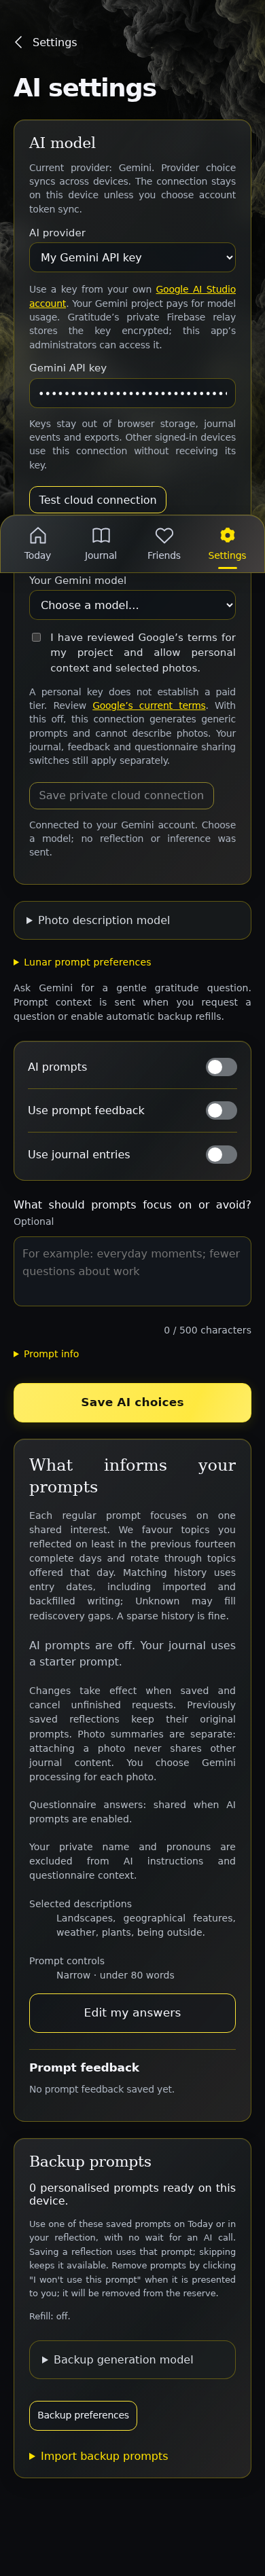 Settings
AI settings
AI model
Current provider: Gemini. Provider choice
syncs across devices. The connection stays
on this device unless you choose account
token sync.
AI provider
My Gemini API key
Use a key from your own Google AI Studio
account. Your Gemini project pays for model
usage. Gratitude’s private Firebase relay
stores the key encrypted; this app’s
administrators can access it.
Gemini API key
Keys stay out of browser storage, journal
events and exports. Other signed-in devices
use this connection without receiving its
key.
Test cloud connection
Today
Journal
Friends
Settings
Your Gemini model
Choose a model...
I have reviewed Google’s terms for
my project and allow personal
context and selected photos.
A personal key does not establish a paid
tier. Review Google’s current terms. With
this off, this connection generates generic
prompts and cannot describe photos. Your
journal, feedback and questionnaire sharing
switches still apply separately.
Save private cloud connection
Connected to your Gemini account. Choose
a model; no reflection or inference was
sent.
Photo description model
Lunar prompt preferences
Ask Gemini for a gentle gratitude question.
Prompt context is sent when you request a
question or enable automatic backup refills.
AI prompts
Use prompt feedback
Use journal entries
What should prompts focus on or avoid?
Optional
For example: everyday moments; fewer
questions about work
0 / 500 characters
Prompt info
Save AI choices
What informs your
prompts
Each regular prompt focuses on one
shared interest. We favour topics you
reflected on least in the previous fourteen
complete days and rotate through topics
offered that day. Matching history uses
entry dates, including imported and
backfilled writing; Unknown may fill
rediscovery gaps. A sparse history is fine.
AI prompts are off. Your journal uses
a starter prompt.
Changes take effect when saved and
cancel unfinished requests. Previously
saved reflections keep their original
prompts. Photo summaries are separate:
attaching a photo never shares other
journal content. You choose Gemini
processing for each photo.
Questionnaire answers: shared when AI
prompts are enabled.
Your private name and pronouns are
excluded from AI instructions and
questionnaire context.
Selected descriptions
Landscapes, geographical features,
weather, plants, being outside.
Prompt controls
Narrow · under 80 words
Edit my answers
Prompt feedback
No prompt feedback saved yet.
Backup prompts
0 personalised prompts ready on this
device.
Use one of these saved prompts on Today or in
your reflection, with no wait for an AI call.
Saving a reflection uses that prompt; skipping
keeps it available. Remove prompts by clicking
"I won't use this prompt" when it is presented
to you; it will be removed from the reserve.
Refill: off.
Backup generation model
Backup preferences
Import backup prompts